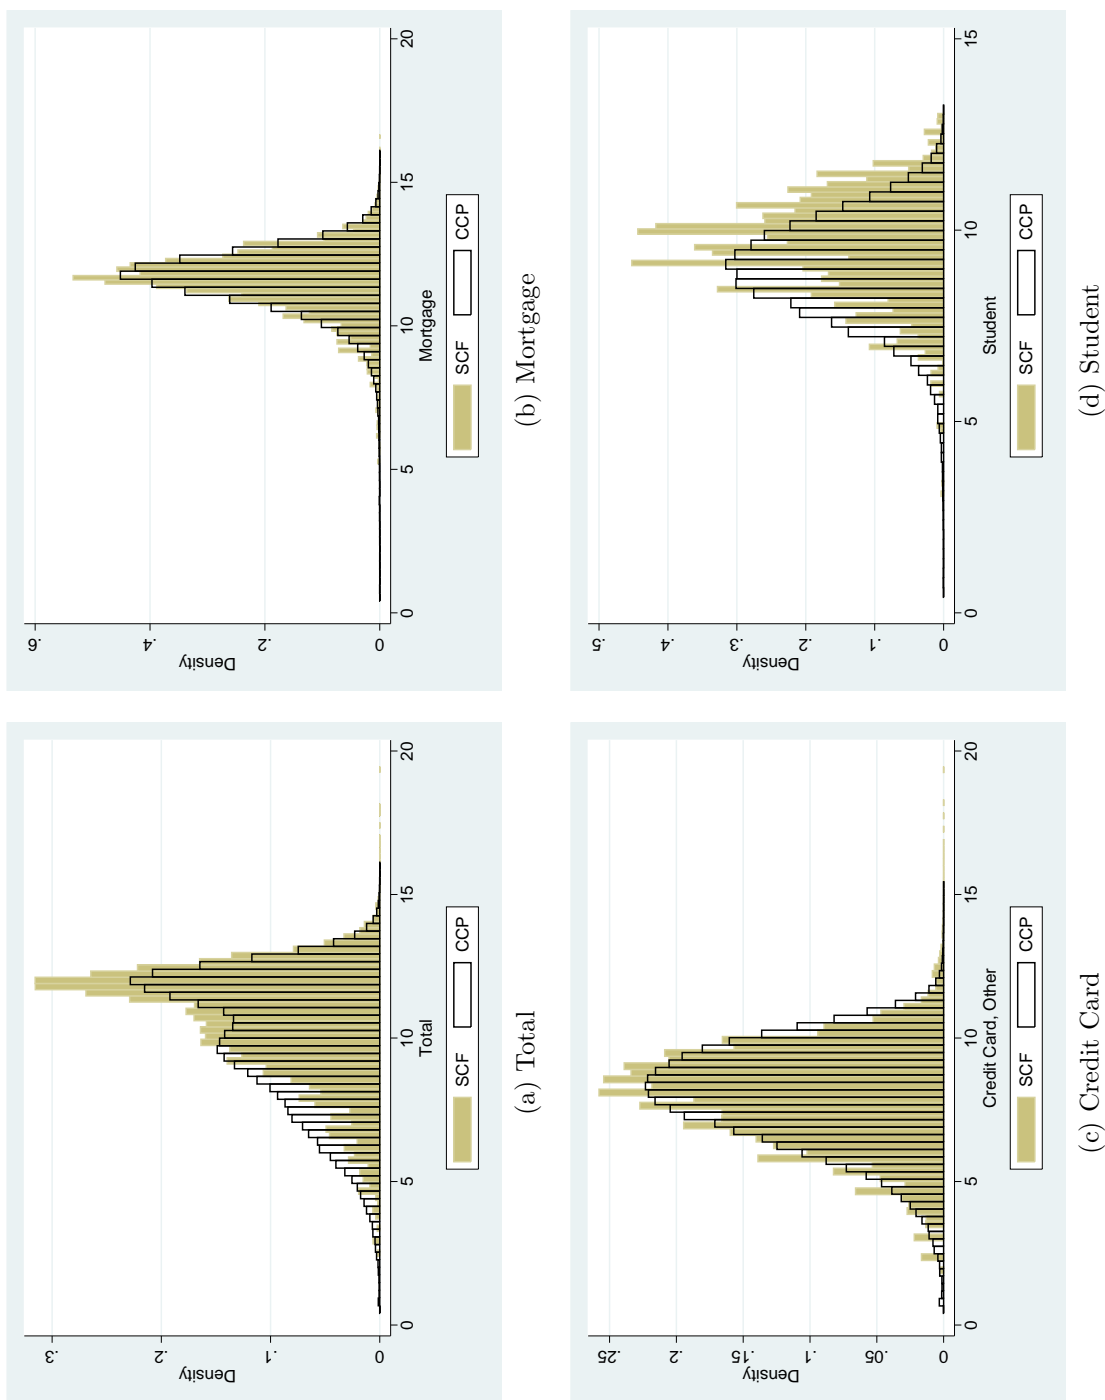 Density
0 .1 .2 .3
0 5 10 15 20
Total
SCF CCP
(a) Total
Density
0 .2 .4 .6
0 5 10 15 20
Mortgage
SCF CCP
(b) Mortgage
Density
0 .05 .1 .15 .2 .25
0 5 10 15 20
Credit Card, Other
SCF CCP
(c) Credit Card
Density
0 .1 .2 .3 .4 .5
0 5 10 15
Student
SCF CCP
(d) Student